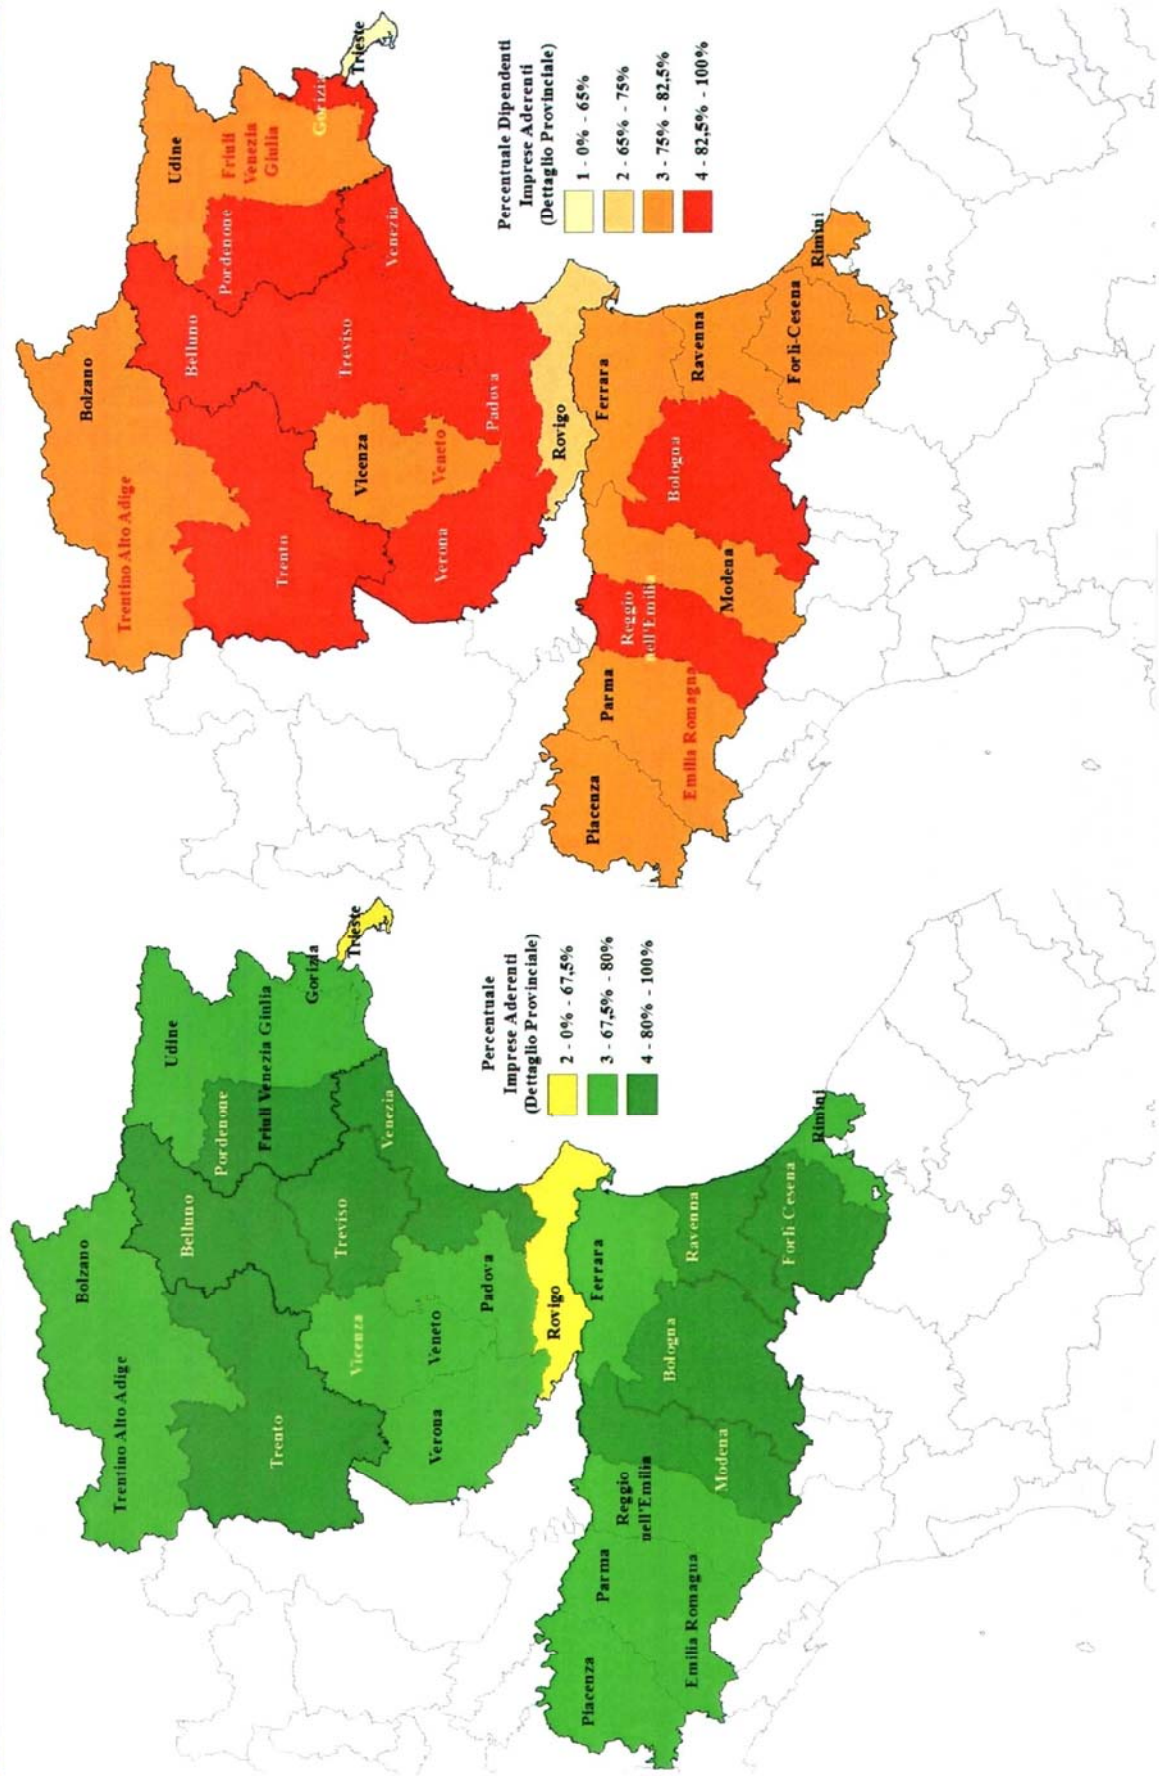 Bolzano
Trentino Alto Adige
Udine
Belluno
Pordenone
Friuli Venezia Giulia
Trento
Gorizia
Treviso
Trieste
Vicenza
Venezia
Verona
Veneto
Padova
Percentuale
Imprese Aderenti
(Dettaglio Provinciale)
2 - 0% - 67,5%
3 - 67,5% - 80%
4 - 80% - 100%
Rovigo
Piacenza
Ferrara
Parma
Reggio
nell'Emilia
Bologna
Emilia Romagna
Ravenna
Modena
Forlì-Cesena
Rimini
Bolzano
Trentino Alto Adige
Udine
Belluno
Pordenone
Friuli
Venezia
Giulia
Trento
Gorizia
Treviso
Trieste
Vicenza
Venezia
Verona
Veneto
Padova
Percentuale Dipendenti
Imprese Aderenti
(Dettaglio Provinciale)
1 - 0% - 65%
2 - 65% - 75%
3 - 75% - 82,5%
4 - 82,5% - 100%
Rovigo
Piacenza
Ferrara
Parma
Reggio
nell'Emilia
Bologna
Emilia Romagna
Ravenna
Modena
Forlì-Cesena
Rimini